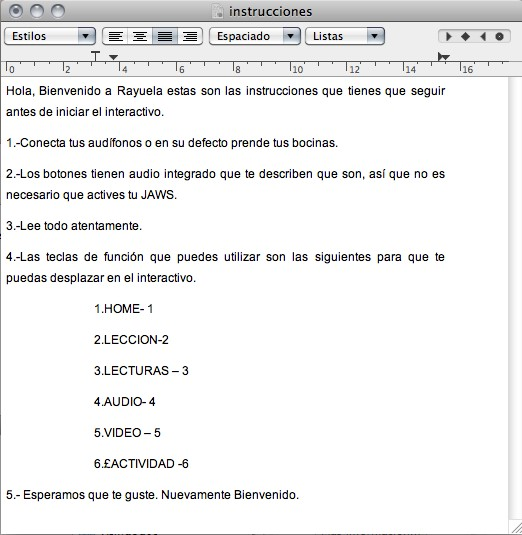 instrucciones
Estilos
Espaciado
Listas
0 2 4 6 8 10 12 14 16
Hola, Bienvenido a Rayuela estas son las instrucciones que tienes que seguir
antes de iniciar el interactivo.
1.-Conecta tus audífonos o en su defecto prende tus bocinas.
2.-Los botones tienen audio integrado que te describen que son, así que no es
necesario que actives tu JAWS.
3.-Lee todo atentamente.
4.-Las teclas de función que puedes utilizar son las siguientes para que te
puedas desplazar en el interactivo.
1.HOME- 1
2.LECCION-2
3.LECTURAS – 3
4.AUDIO- 4
5.VIDEO – 5
6.£ACTIVIDAD -6
5.- Esperamos que te guste. Nuevamente Bienvenido.